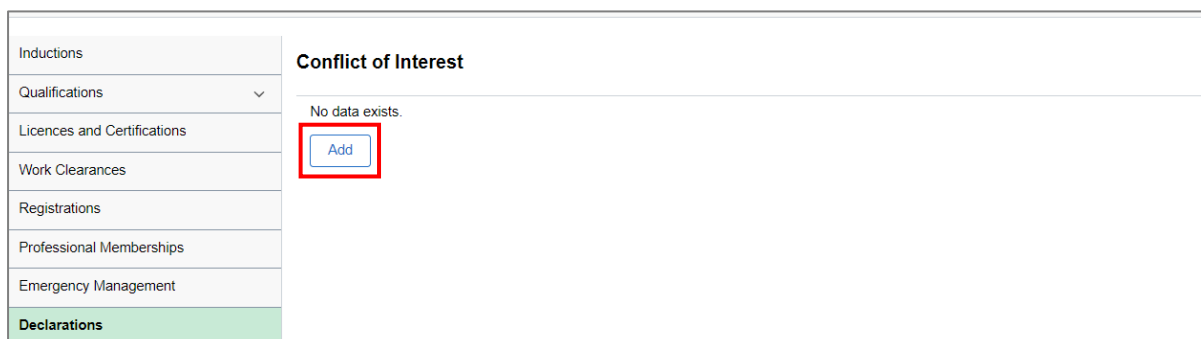 Inductions
Qualifications
Licences and Certifications
Work Clearances
Registrations
Professional Memberships
Emergency Management
Declarations
Conflict of Interest
No data exists.
Add